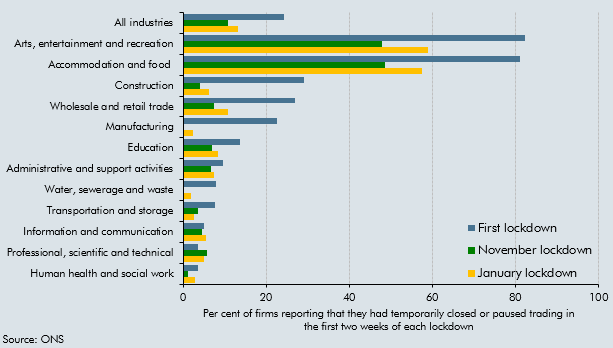 All industries
Arts, entertainment and recreation
Accommodation and food
Construction
Wholesale and retail trade
Manufacturing
Education
Administrative and support activities
Water, sewerage and waste
Transportation and storage
Information and communication
Professional, scientific and technical
Human health and social work
First lockdown
November lockdown
January lockdown
0 20 40 60 80 100
Per cent of firms reporting that they had temporarily closed or paused trading in
the first two weeks of each lockdown
Source: ONS